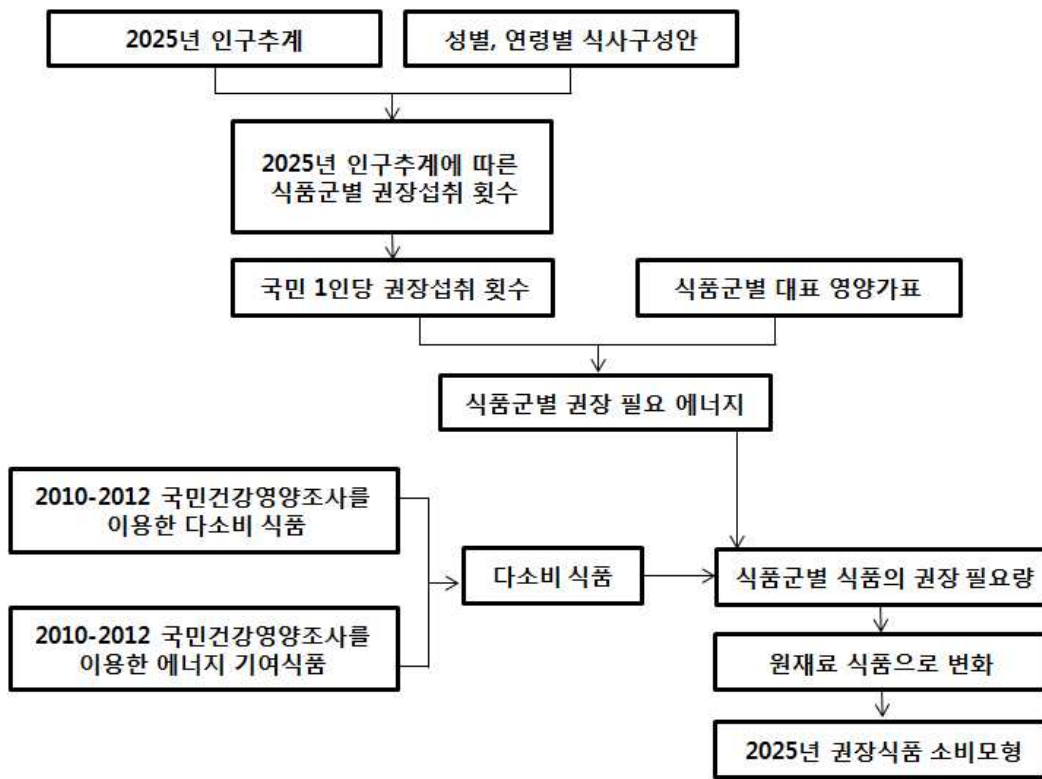 2025년 인구추계
성별, 연령별 식사구성안
2025년 인구추계에 따른
식품군별 권장섭취 횟수
국민 1인당 권장섭취 횟수
식품군별 대표 영양가표
식품군별 권장 필요 에너지
2010-2012 국민건강영양조사를
이용한 다소비 식품
다소비 식품
식품군별 식품의 권장 필요량
2010-2012 국민건강영양조사를
이용한 에너지 기여식품
원재료 식품으로 변화
2025년 권장식품 소비모형